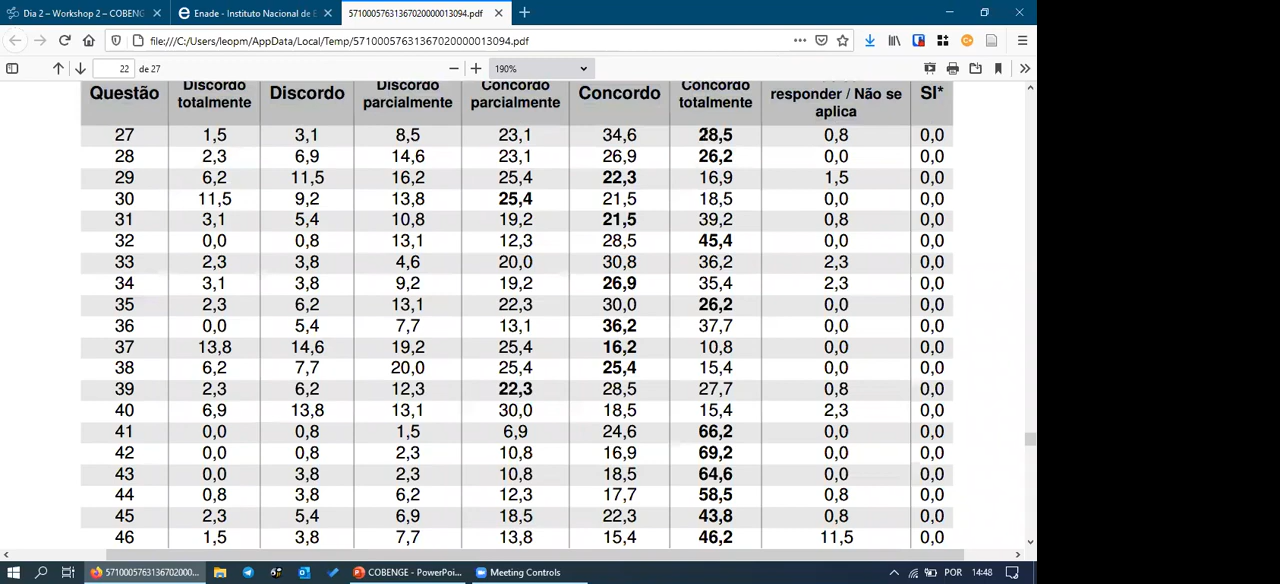 Dia 2 – Workshop 2 – COBENG
Enade - Instituto Nacional de E
5710005763136702000001​3094.pdf
file:///C:/Users/leopm/AppData/Local/Temp/57100057631367020000013094.pdf
22 de 27
190%
Questão Discordo totalmente Discordo Discordo parcialmente Concordo parcialmente Concordo Concordo totalmente responder / Não se aplica SI*
27 1,5 3,1 8,5 23,1 34,6 28,5 0,8 0,0
28 2,3 6,9 14,6 23,1 26,9 26,2 0,0 0,0
29 6,2 11,5 16,2 25,4 22,3 16,9 1,5 0,0
30 11,5 9,2 13,8 25,4 21,5 18,5 0,0 0,0
31 3,1 5,4 10,8 19,2 21,5 39,2 0,8 0,0
32 0,0 0,8 13,1 12,3 28,5 45,4 0,0 0,0
33 2,3 3,8 4,6 20,0 30,8 36,2 2,3 0,0
34 3,1 3,8 9,2 19,2 26,9 35,4 2,3 0,0
35 2,3 6,2 13,1 22,3 30,0 26,2 0,0 0,0
36 0,0 5,4 7,7 13,1 36,2 37,7 0,0 0,0
37 13,8 14,6 19,2 25,4 16,2 10,8 0,0 0,0
38 6,2 7,7 20,0 25,4 25,4 15,4 0,0 0,0
39 2,3 6,2 12,3 22,3 28,5 27,7 0,8 0,0
40 6,9 13,8 13,1 30,0 18,5 15,4 2,3 0,0
41 0,0 0,8 1,5 6,9 24,6 66,2 0,0 0,0
42 0,0 0,8 2,3 10,8 16,9 69,2 0,0 0,0
43 0,0 3,8 2,3 10,8 18,5 64,6 0,0 0,0
44 0,8 3,8 6,2 12,3 17,7 58,5 0,8 0,0
45 2,3 5,4 6,9 18,5 22,3 43,8 0,8 0,0
46 1,5 3,8 7,7 13,8 15,4 46,2 11,5 0,0
5710005763136702000...
COBENGE - PowerPoi...
Meeting Controls
POR
14:48